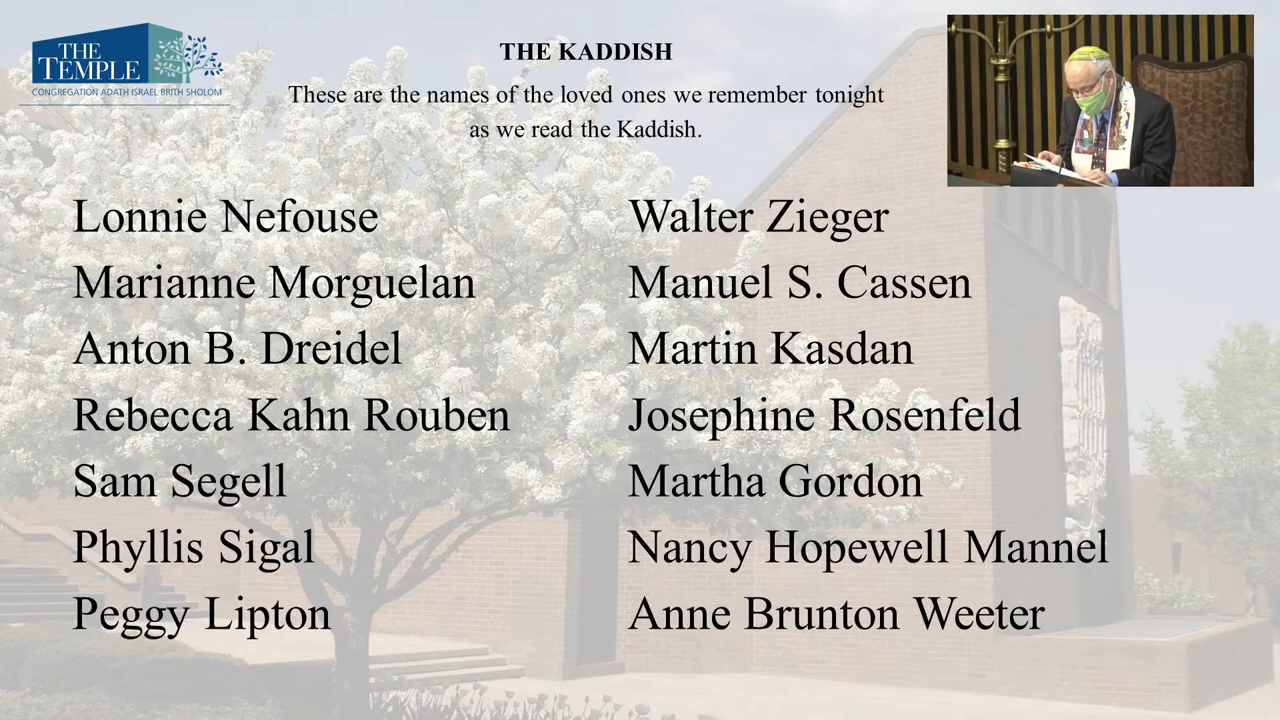 THE
TEMPLE
CONGREGATION ADATH ISRAEL BRITH SHOLOM
THE KADDISH
These are the names of the loved ones we remember tonight
as we read the Kaddish.
Lonnie Nefouse
Marianne Morguelan
Anton B. Dreidel
Rebecca Kahn Rouben
Sam Segell
Phyllis Sigal
Peggy Lipton
Walter Zieger
Manuel S. Cassen
Martin Kasdan
Josephine Rosenfeld
Martha Gordon
Nancy Hopewell Mannel
Anne Brunton Weeter